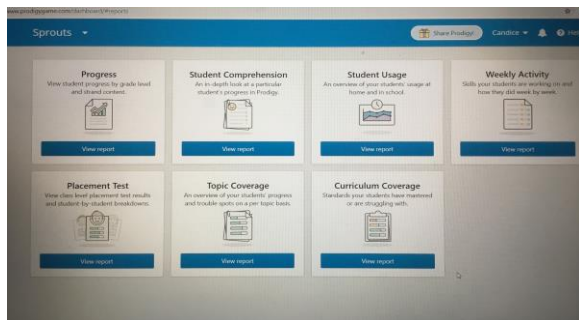 www.prodigygame.com/dashboard/#reports
Sprouts
Share Prodigy!
Candice
Progress
View student progress by grade level
and strand content.
View report
Student Comprehension
An in-depth look at a particular
student's progress in Prodigy.
View report
Student Usage
An overview of your students' usage at
home and in school.
View report
Weekly Activity
Skills your students are working on and
how they did week by week.
View report
Placement Test
View class level placement test results
and student-by-student breakdowns.
View report
Topic Coverage
An overview of your students' progress
and trouble spots on a per topic basis.
View report
Curriculum Coverage
Standards your students have mastered
or are struggling with.
View report